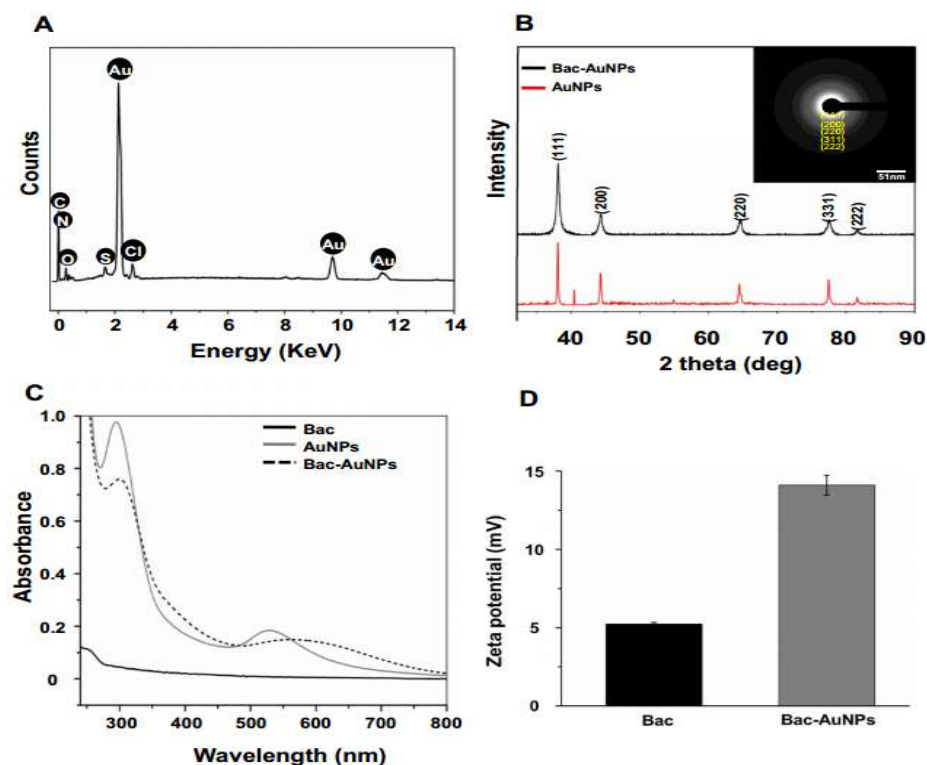 A
Au
C
N
O
S
Cl
Au
Au
Counts
0 2 4 6 8 10 12 14
Energy (KeV)
B
Bac-AuNPs
AuNPs
(200)
(220)
(311)
(222)
51nm
(111)
(200)
(220)
(331)
(222)
Intensity
40 50 60 70 80 90
2 theta (deg)
C
Bac
AuNPs
Bac-AuNPs
1.0
0.8
0.6
0.4
0.2
0
Absorbance
300 400 500 600 700 800
Wavelength (nm)
D
15
10
5
0
Zeta potential (mV)
Bac Bac-AuNPs